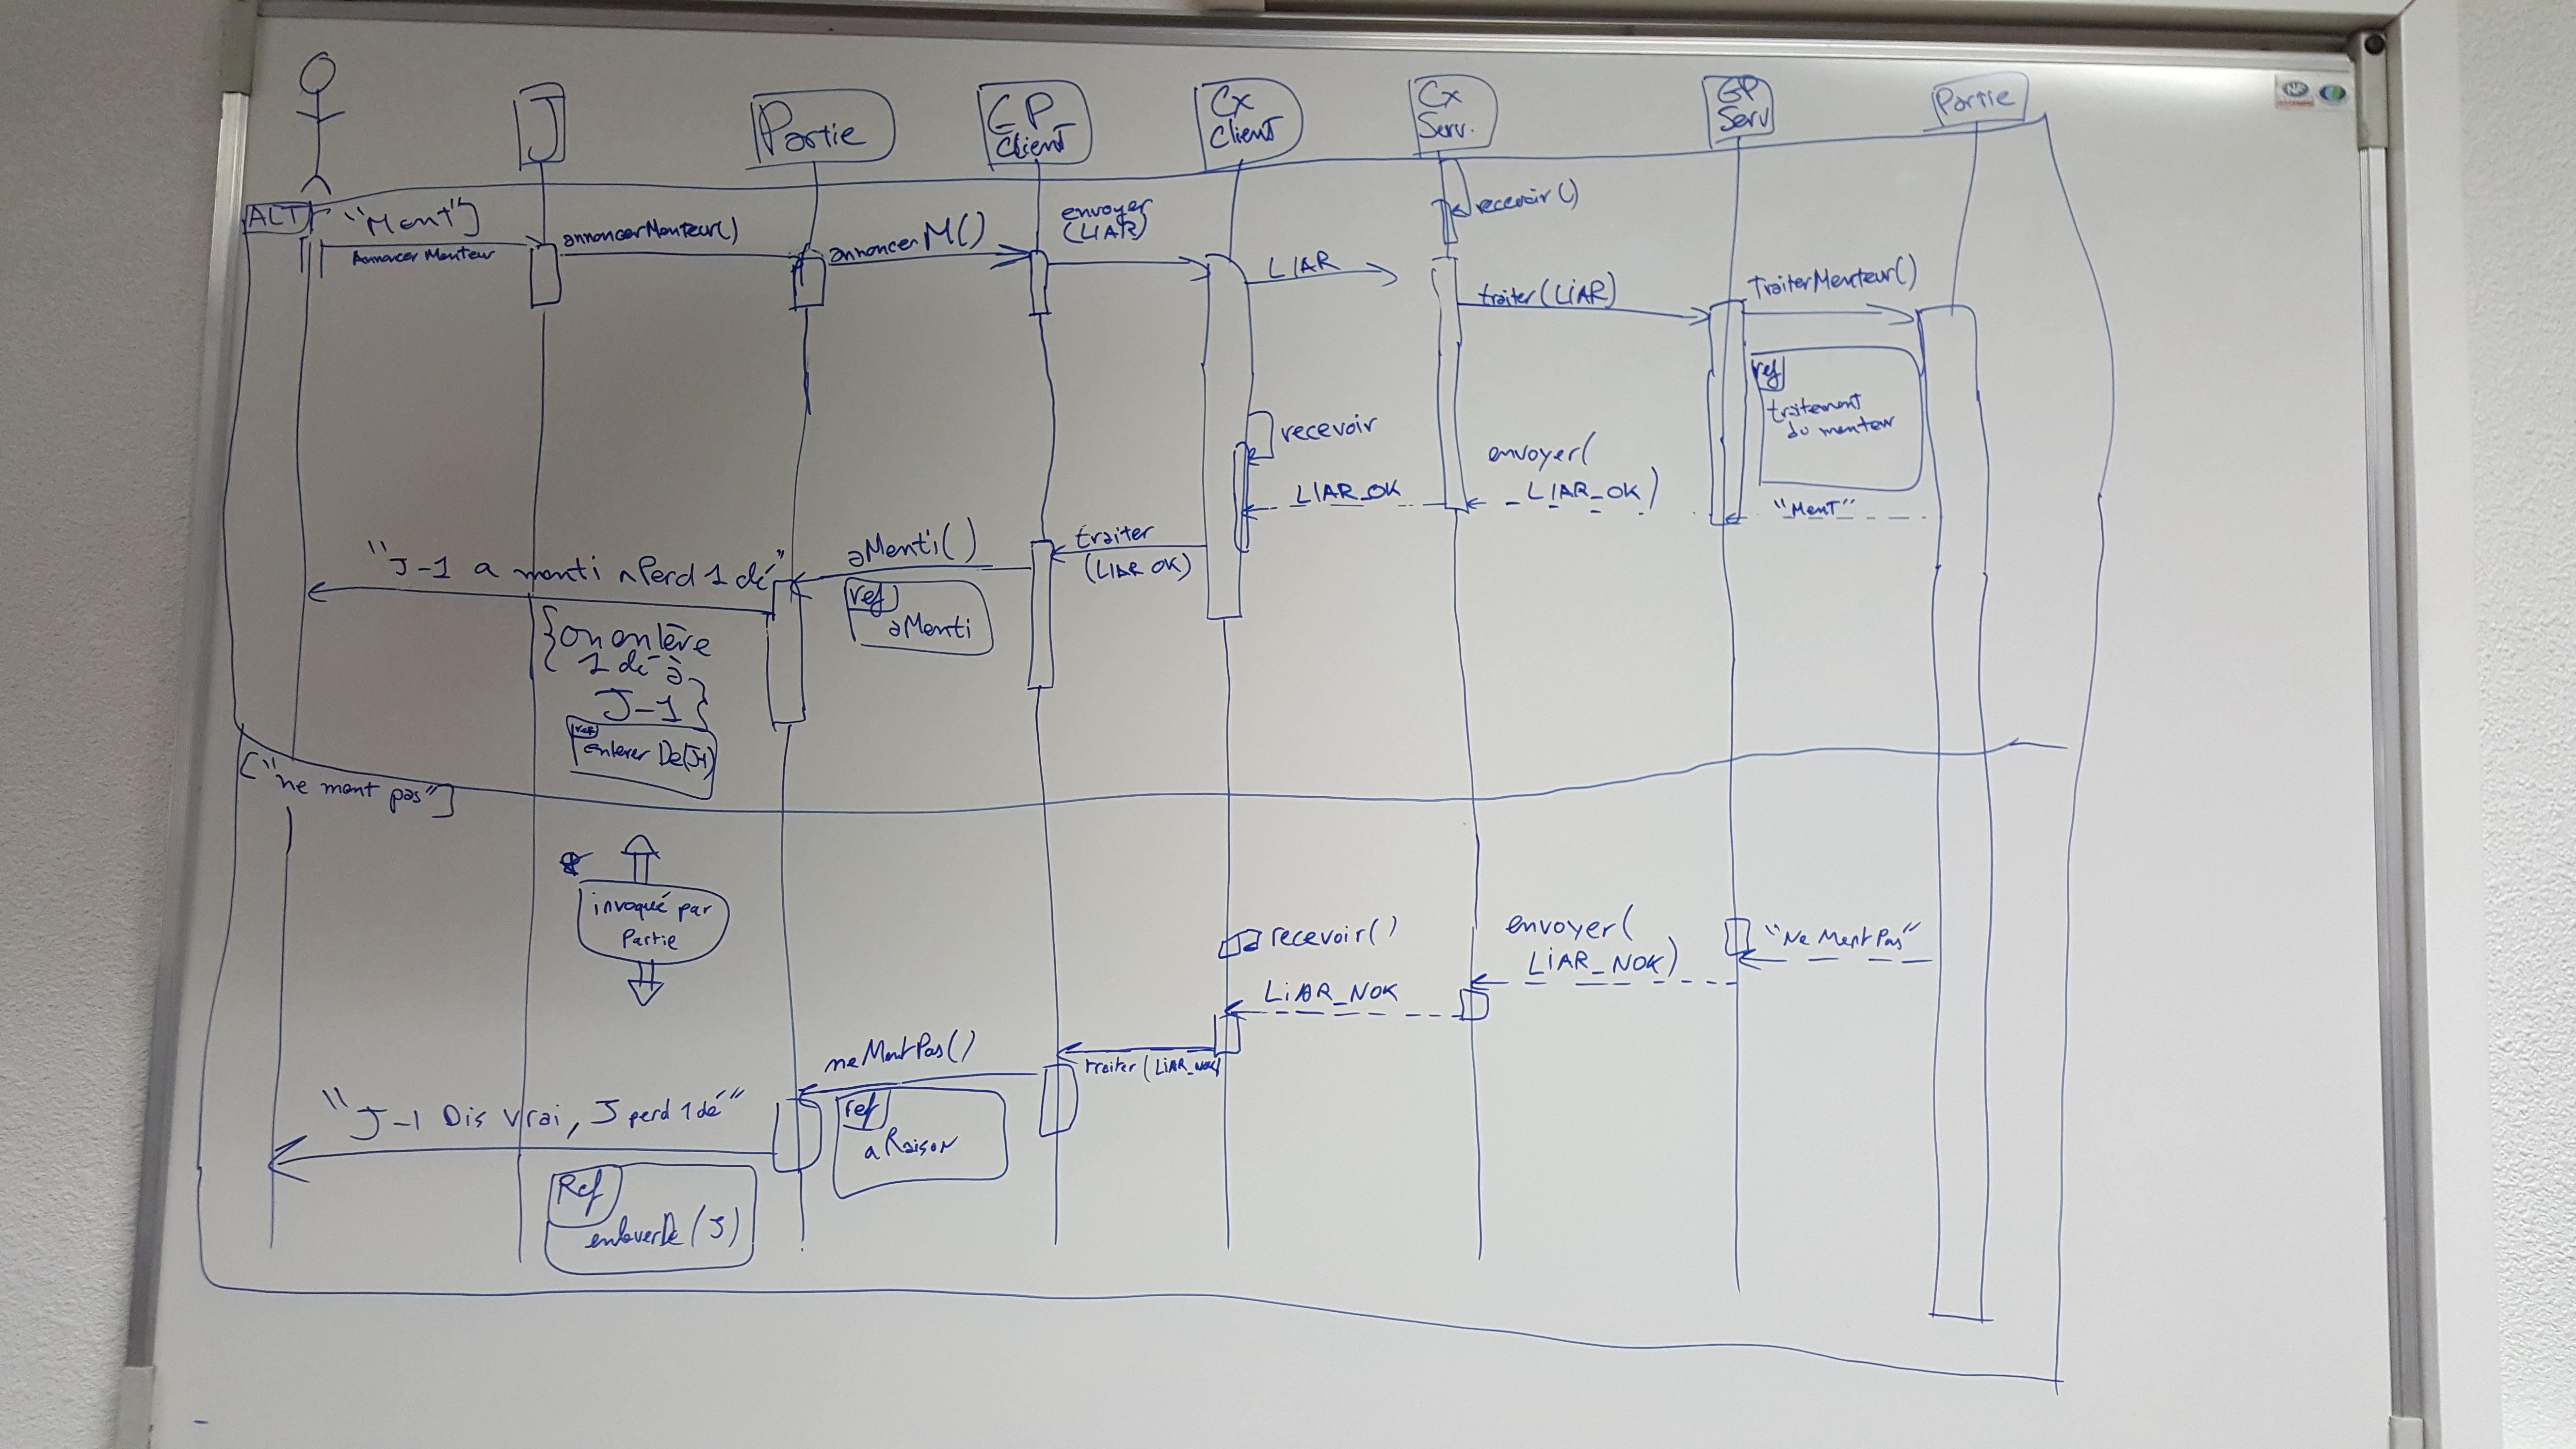 J
Partie
GP_
Client
Cx
Client
Cx
Serv.
GP
Serv
Partie
ALT
["Ment"]
Annoncer Menteur
annoncerMenteur()
annoncerM()
envoyer
(LIAR)
LIAR
recevoir()
traiter(LIAR)
TraiterMenteur()
ref
traitement
du menteur
recevoir
envoyer(
LIAR_OK)
LIAR_OK
"MenT"
traiter
(LIAR OK)
aMenti()
ref
aMenti
"J-1 a menti Perd 1 dé"
{on enlève
1 dé à
J-1}
ref
enlever De(J-1)
["ne ment pas"]
invoqué par
Partie
recevoir()
envoyer(
LIAR_NOK)
"Ne Ment Pas"
LIAR_NOK
neMentPas()
traiter(LIAR_NOK)
"J-1 Dis vrai, J perd 1 dé"
ref
a Raison
Ref
enleverDe(J)